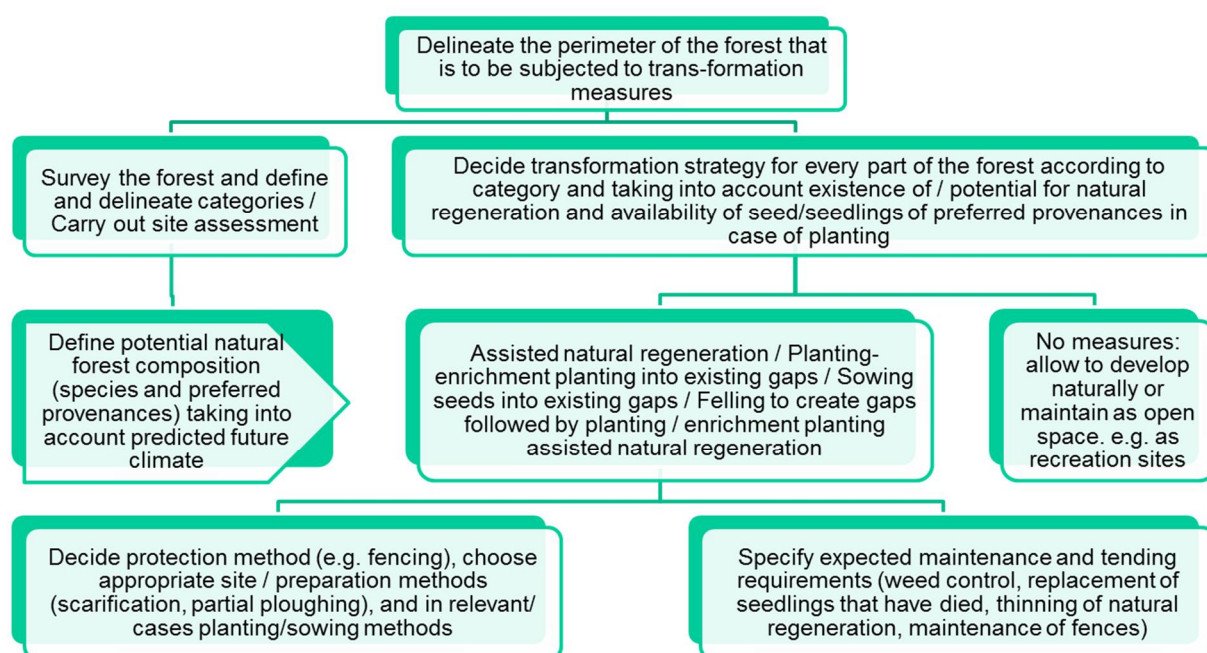 Delineate the perimeter of the forest that
is to be subjected to trans-formation
measures
Survey the forest and define
and delineate categories /
Carry out site assessment
Decide transformation strategy for every part of the forest according to
category and taking into account existence of / potential for natural
regeneration and availability of seed/seedlings of preferred provenances in
case of planting
Define potential natural
forest composition
(species and preferred
provenances) taking into
account predicted future
climate
Assisted natural regeneration / Planting-
enrichment planting into existing gaps / Sowing
seeds into existing gaps / Felling to create gaps
followed by planting / enrichment planting
assisted natural regeneration
No measures:
allow to develop
naturally or
maintain as open
space. e.g. as
recreation sites
Decide protection method (e.g. fencing), choose
appropriate site / preparation methods
(scarification, partial ploughing), and in relevant/
cases planting/sowing methods
Specify expected maintenance and tending
requirements (weed control, replacement of
seedlings that have died, thinning of natural
regeneration, maintenance of fences)